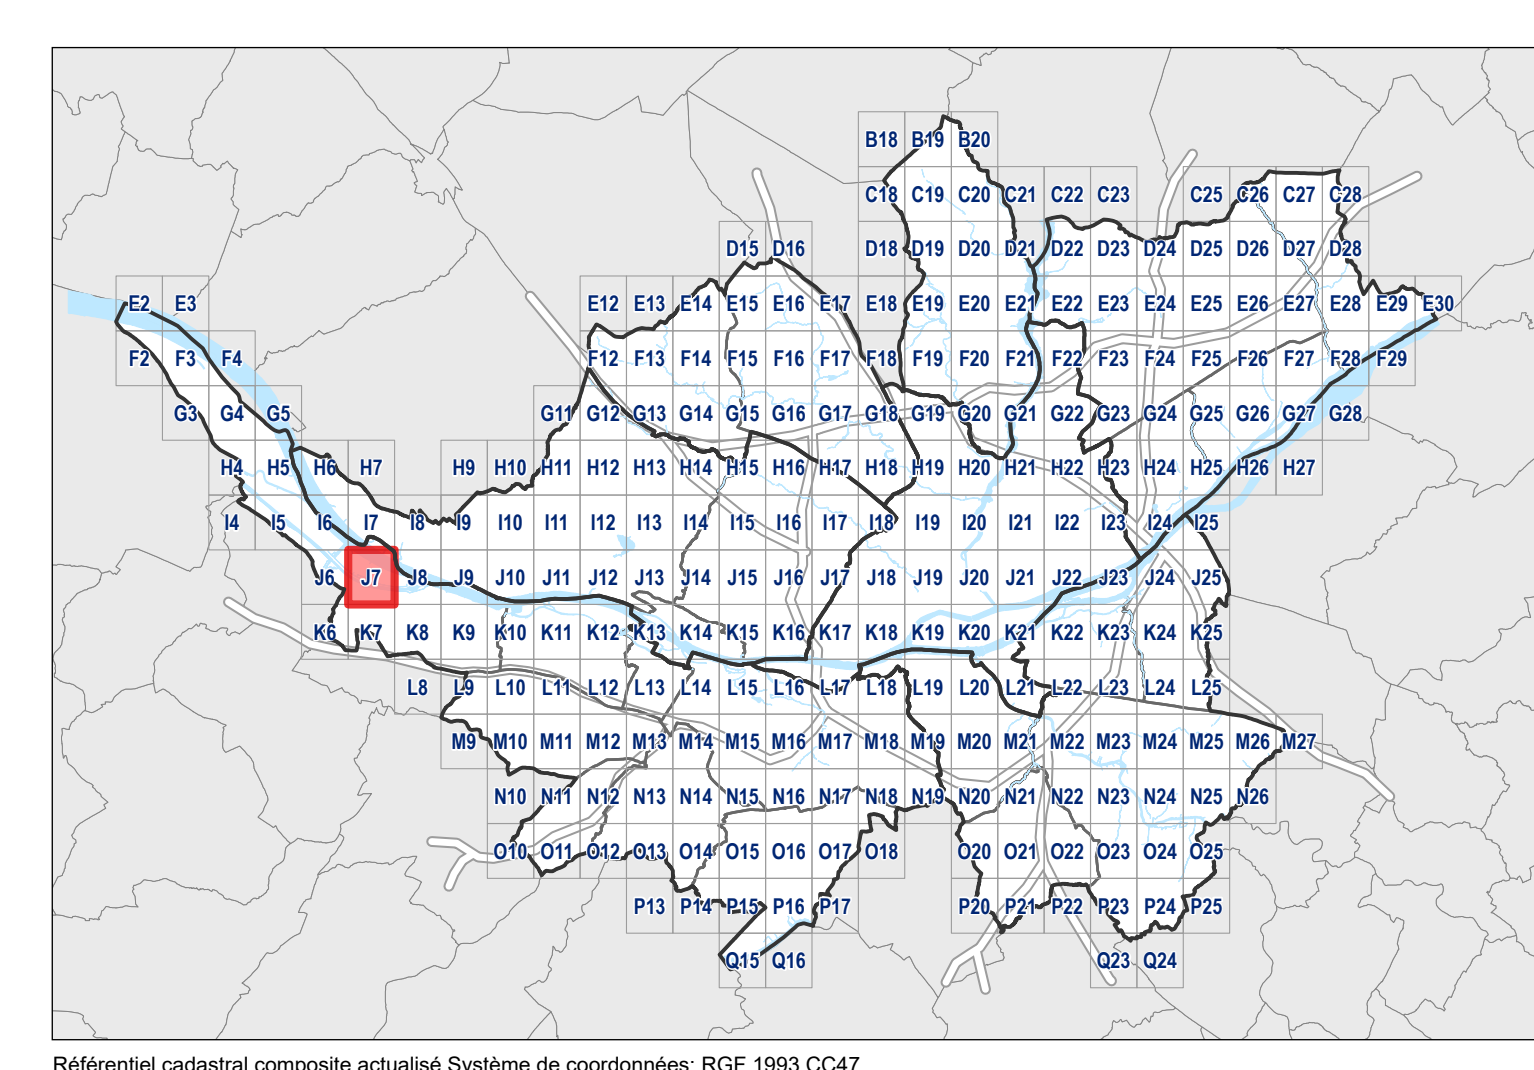 B18 B19 B20
C18 C19 C20 C21 C22 C23 C25 C26 C27 C28
D15 D16 D18 D19 D20 D21 D22 D23 D24 D25 D26 D27 D28
E2 E3 E12 E13 E14 E15 E16 E17 E18 E19 E20 E21 E22 E23 E24 E25 E26 E27 E28 E29 E30
F2 F3 F4 F12 F13 F14 F15 F16 F17 F18 F19 F20 F21 F22 F23 F24 F25 F26 F27 F28 F29
G3 G4 G5 G11 G12 G13 G14 G15 G16 G17 G18 G19 G20 G21 G22 G23 G24 G25 G26 G27 G28
H4 H5 H6 H7 H9 H10 H11 H12 H13 H14 H15 H16 H17 H18 H19 H20 H21 H22 H23 H24 H25 H26 H27
I4 I5 I6 I7 I8 I9 I10 I11 I12 I13 I14 I15 I16 I17 I18 I19 I20 I21 I22 I23 I24 I25
J6 J7 J8 J9 J10 J11 J12 J13 J14 J15 J16 J17 J18 J19 J20 J21 J22 J23 J24 J25
K6 K7 K8 K9 K10 K11 K12 K13 K14 K15 K16 K17 K18 K19 K20 K21 K22 K23 K24 K25
L8 L9 L10 L11 L12 L13 L14 L15 L16 L17 L18 L19 L20 L21 L22 L23 L24 L25
M9 M10 M11 M12 M13 M14 M15 M16 M17 M18 M19 M20 M21 M22 M23 M24 M25 M26 M27
N10 N11 N12 N13 N14 N15 N16 N17 N18 N19 N20 N21 N22 N23 N24 N25 N26
O10 O11 O12 O13 O14 O15 O16 O17 O18 O20 O21 O22 O23 O24 O25
P13 P14 P15 P16 P17 P20 P21 P22 P23 P24 P25
Q15 Q16 Q23 Q24
Référentiel cadastral composite actualisé Système de coordonnées: RGF 1993 CC47